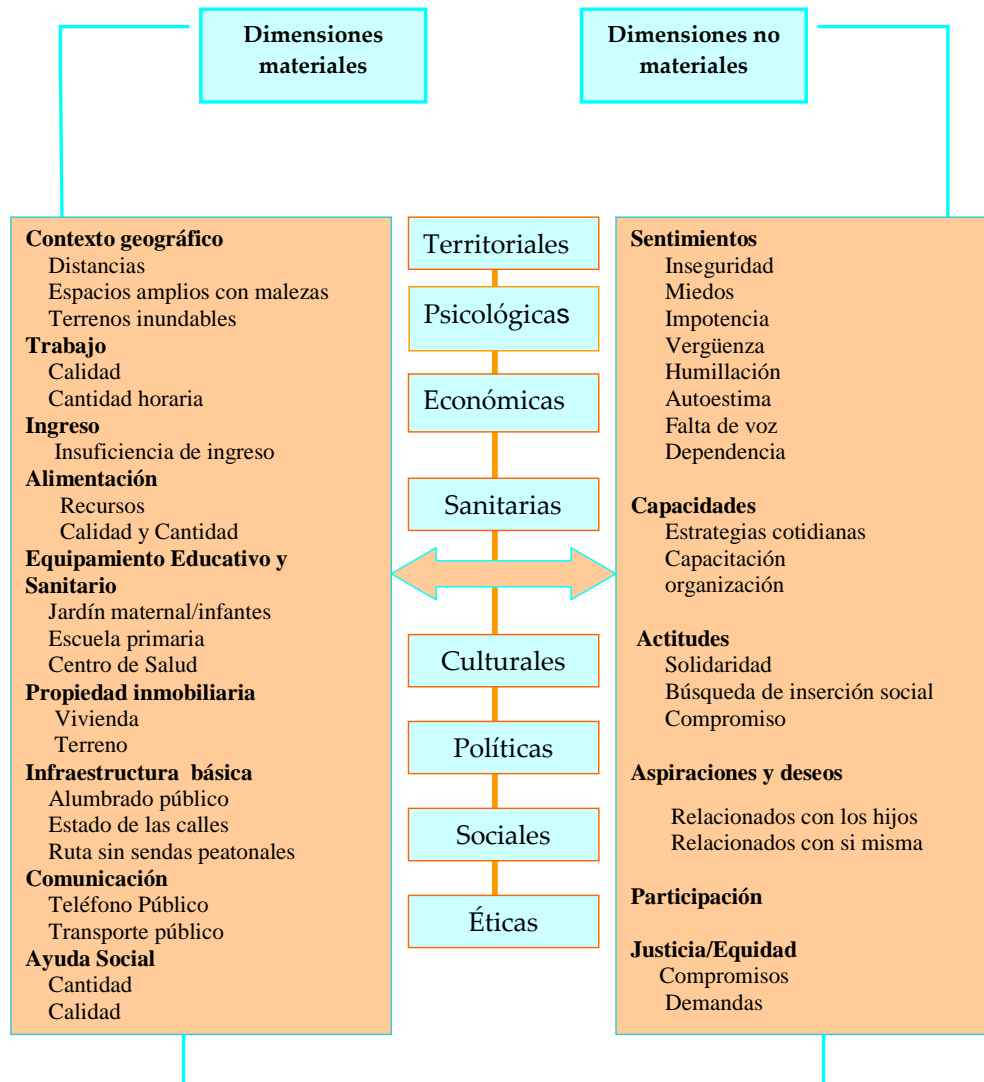 Dimensiones
materiales
Dimensiones no
materiales
Contexto geográfico
Distancias
Espacios amplios con malezas
Terrenos inundables
Trabajo
Calidad
Cantidad horaria
Ingreso
Insuficiencia de ingreso
Alimentación
Recursos
Calidad y Cantidad
Equipamiento Educativo y
Sanitario
Jardín maternal/infantes
Escuela primaria
Centro de Salud
Propiedad inmobiliaria
Vivienda
Terreno
Infraestructura básica
Alumbrado público
Estado de las calles
Ruta sin sendas peatonales
Comunicación
Teléfono Público
Transporte público
Ayuda Social
Cantidad
Calidad
Territoriales
Psicológicas
Económicas
Sanitarias
Culturales
Políticas
Sociales
Éticas
Sentimientos
Inseguridad
Miedos
Impotencia
Vergüenza
Humillación
Autoestima
Falta de voz
Dependencia
Capacidades
Estrategias cotidianas
Capacitación
organización
Actitudes
Solidaridad
Búsqueda de inserción social
Compromiso
Aspiraciones y deseos
Relacionados con los hijos
Relacionados con si misma
Participación
Justicia/Equidad
Compromisos
Demandas